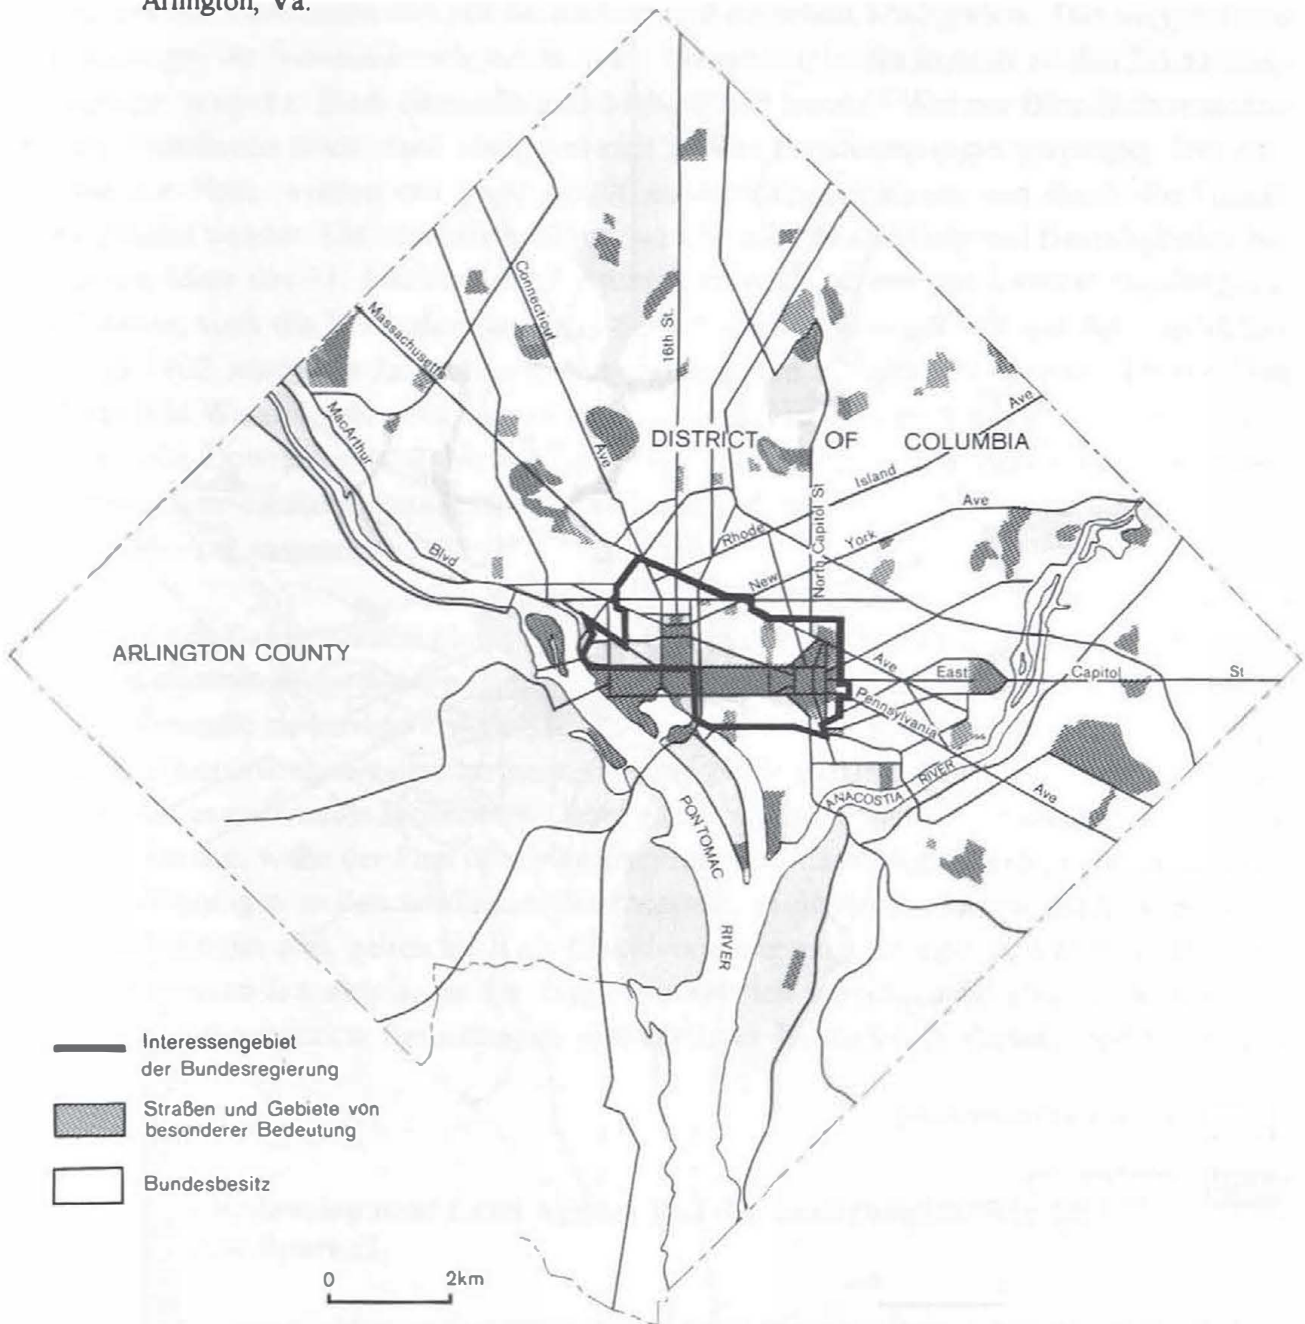 Arlington, Va.
Connecticut
Ave
Massachusetts
16th St.
MacArthur
Blvd
DISTRICT OF COLUMBIA
Rhode Island Ave
New York Ave
North Capitol St
ARLINGTON COUNTY
East Capitol St
Pennsylvania Ave
Ave
ANACOSTIA RIVER
PONTOMAC RIVER
Interessengebiet
der Bundesregierung
Straßen und Gebiete von
besonderer Bedeutung
Bundesbesitz
0 2km